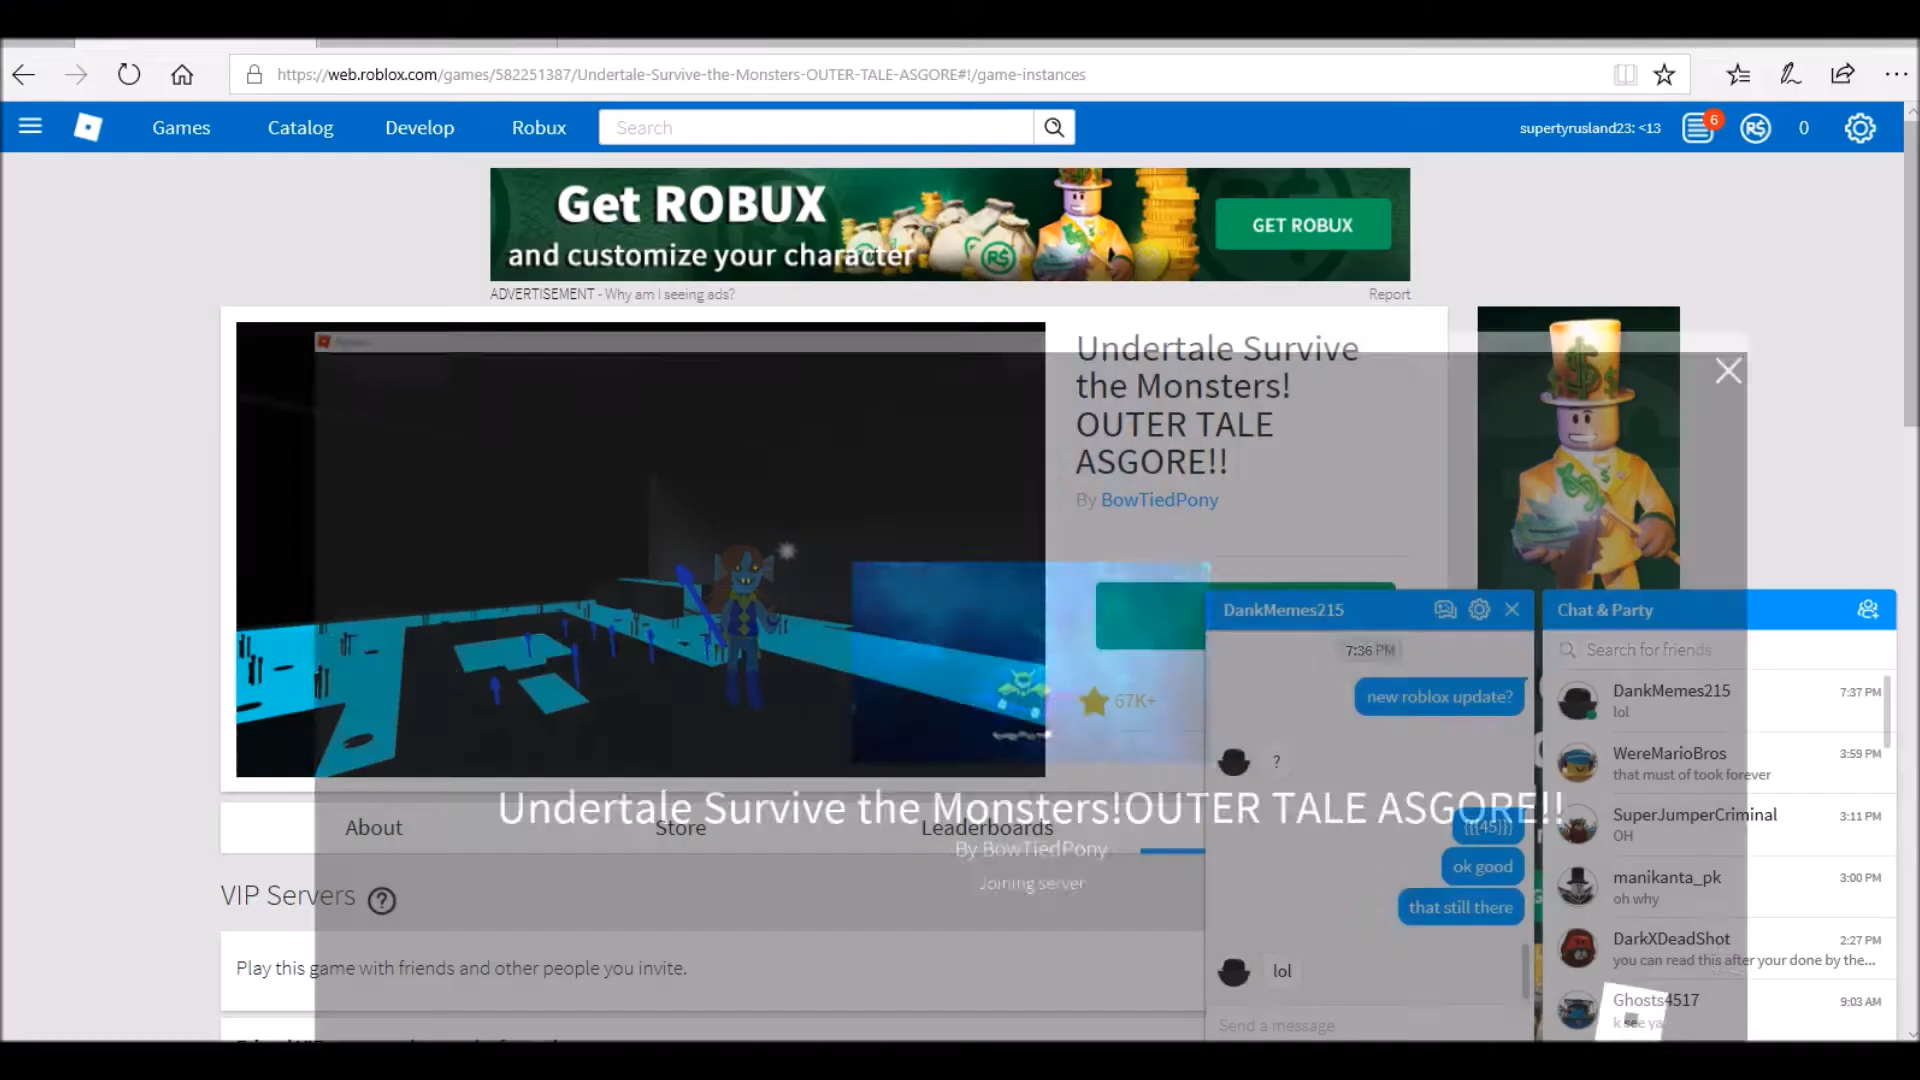 https://web.roblox.com/games/582251387/Undertale-Survive-the-Monsters-OUTER-TALE-ASGORE#!/game-instances
Games
Catalog
Develop
Robux
Search
supertyrusland23: <13
6
R$
0
Get ROBUX
and customize your character
GET ROBUX
ADVERTISEMENT - Why am I seeing ads?
Report
Undertale Survive
the Monsters!
OUTER TALE
ASGORE!!
By BowTiedPony
67K+
DankMemes215
7:36 PM
new roblox update?
?
{{{45}}}
ok good
that still there
lol
Send a message
Chat & Party
Search for friends
DankMemes215
7:37 PM
lol
WereMarioBros
3:59 PM
that must of took forever
SuperJumperCriminal
3:11 PM
OH
manikanta_pk
3:00 PM
oh why
DarkXDeadShot
2:27 PM
you can read this after your done by the...
Ghosts4517
9:03 AM
k see ya
Undertale Survive the Monsters!OUTER TALE ASGORE!!
By BowTiedPony
Joining server
About
Store
Leaderboards
VIP Servers
Play this game with friends and other people you invite.